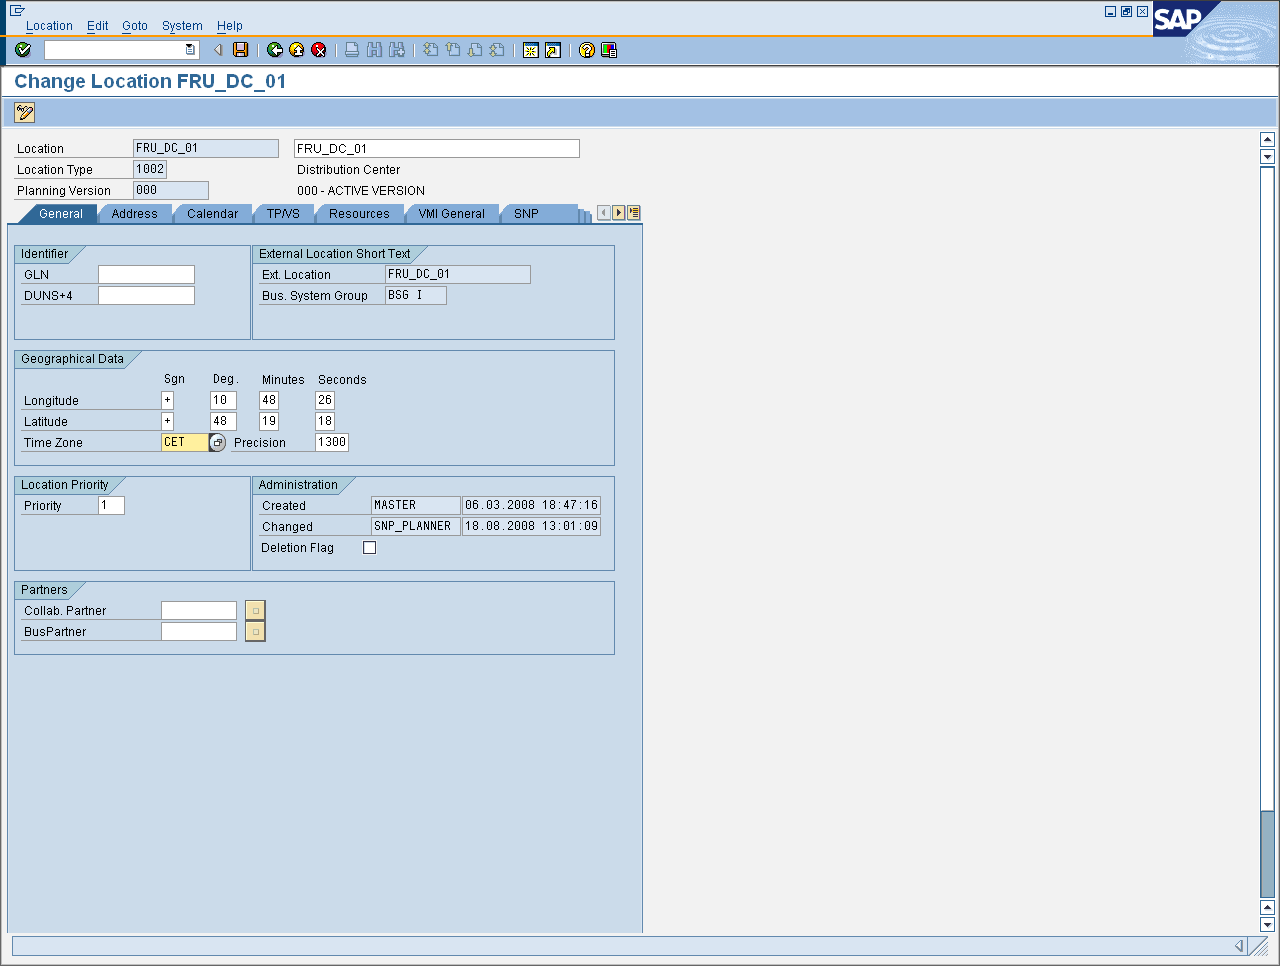 Location Edit Goto System Help
SAP
Change Location FRU_DC_01
Location FRU_DC_01 FRU_DC_01
Location Type 1002 Distribution Center
Planning Version 000 000 - ACTIVE VERSION
General Address Calendar TP/VS Resources VMI General SNP
Identifier External Location Short Text
GLN Ext. Location FRU_DC_01
DUNS+4 Bus. System Group BSG I
Geographical Data
Sgn Deg. Minutes Seconds
Longitude + 10 48 26
Latitude + 48 19 18
Time Zone CET Precision 1300
Location Priority Administration
Priority 1 Created MASTER 06.03.2008 18:47:16
Changed SNP_PLANNER 18.08.2008 13:01:09
Deletion Flag
Partners
Collab. Partner
BusPartner